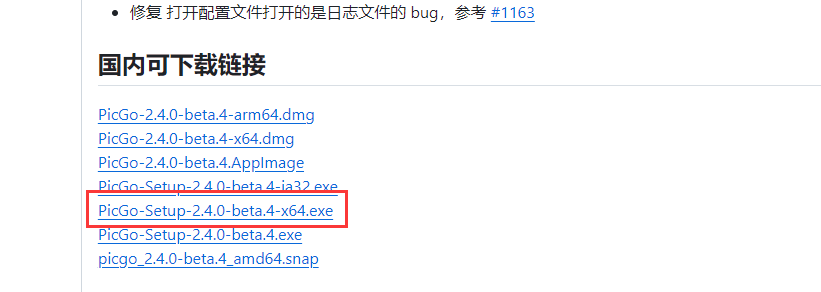 修复 打开配置文件打开的是日志文件的 bug，参考 #1163
国内可下载链接
PicGo-2.4.0-beta.4-arm64.dmg
PicGo-2.4.0-beta.4-x64.dmg
PicGo-2.4.0-beta.4.AppImage
PicGo-Setup-2.4.0-beta.4-ia32.exe
PicGo-Setup-2.4.0-beta.4-x64.exe
PicGo-Setup-2.4.0-beta.4.exe
picgo_2.4.0-beta.4_amd64.snap